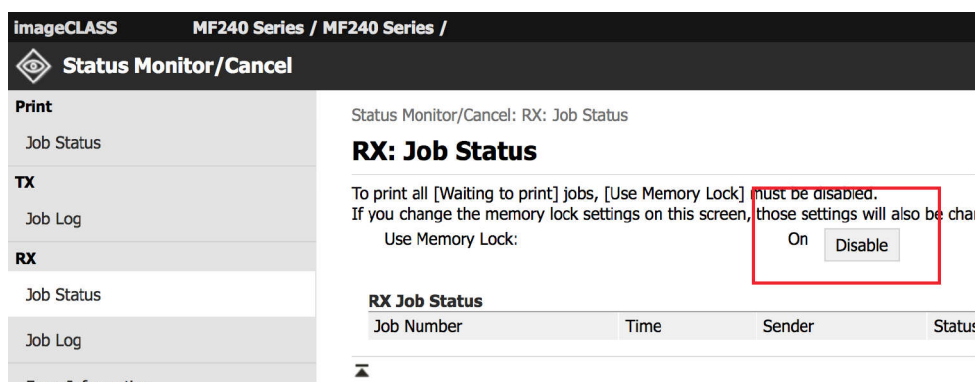 imageCLASS MF240 Series / MF240 Series /
Status Monitor/Cancel
Print
Job Status
TX
Job Log
RX
Job Status
Job Log
Status Monitor/Cancel: RX: Job Status
RX: Job Status
To print all [Waiting to print] jobs, [Use Memory Lock] must be disabled.
If you change the memory lock settings on this screen, those settings will also be
Use Memory Lock: On Disable
RX Job Status
Job Number Time Sender Status